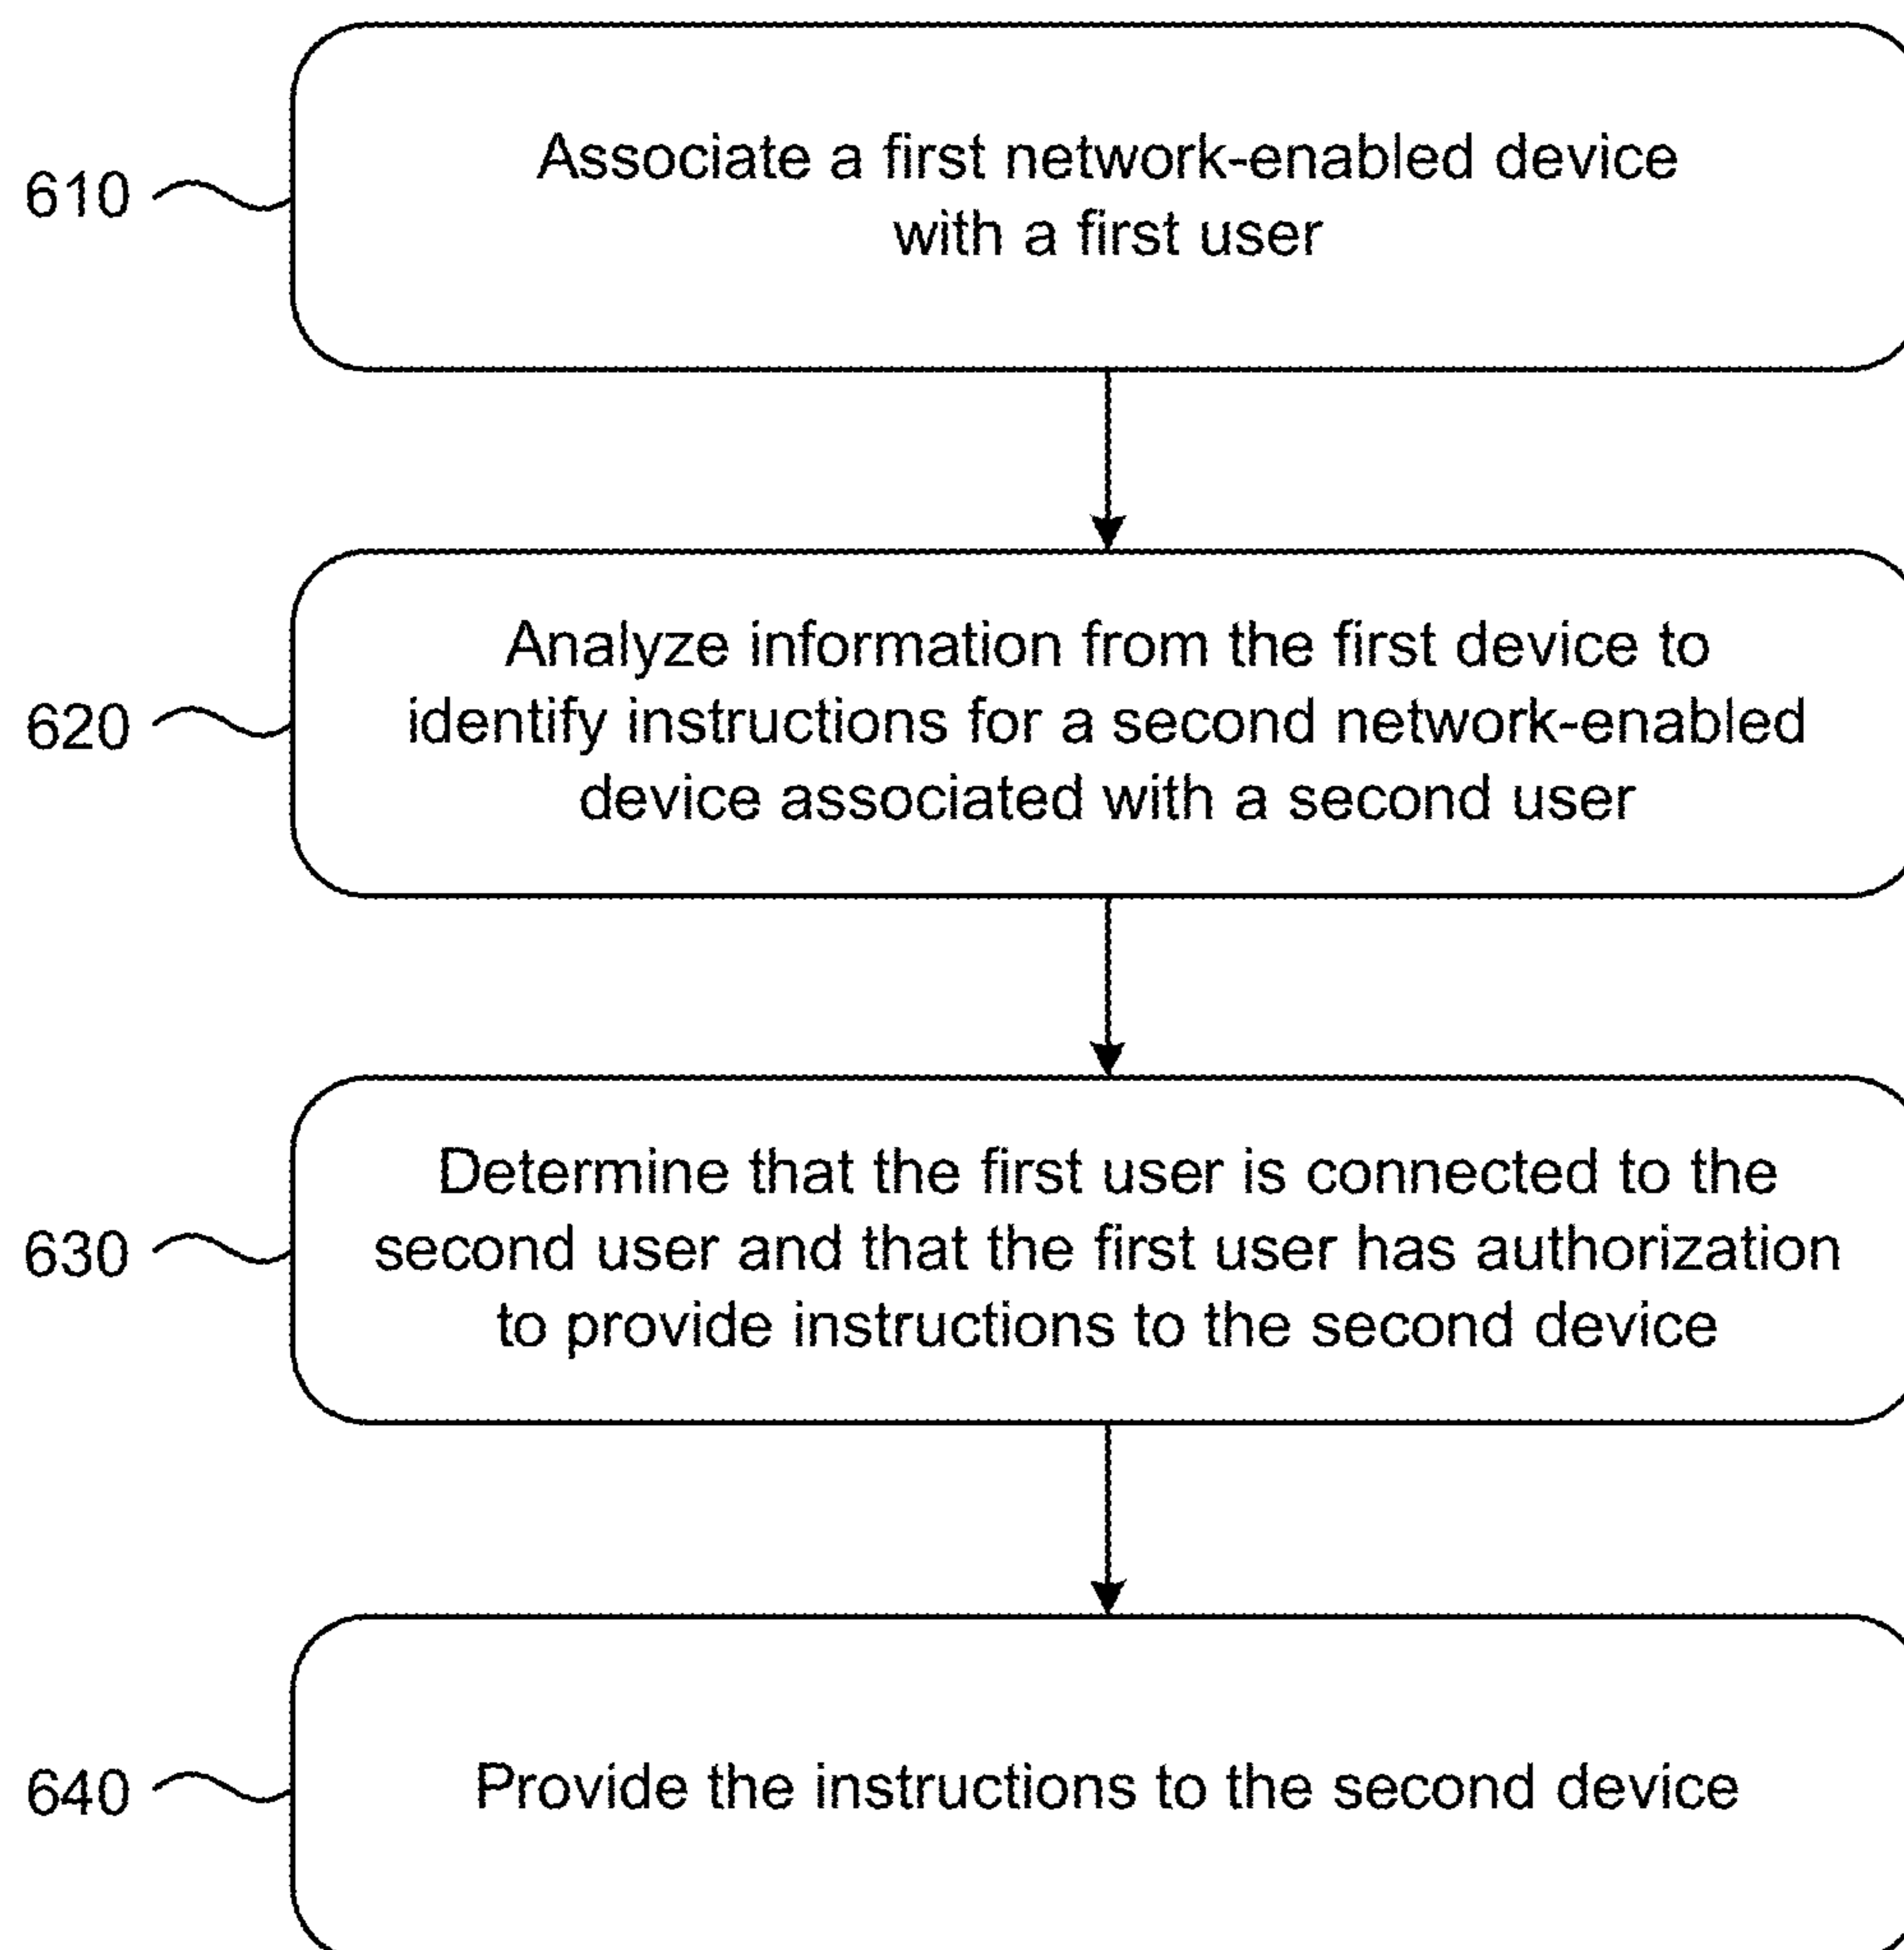 610
Associate a first network-enabled device
with a first user
620
Analyze information from the first device to
identify instructions for a second network-enabled
device associated with a second user
630
Determine that the first user is connected to the
second user and that the first user has authorization
to provide instructions to the second device
640
Provide the instructions to the second device